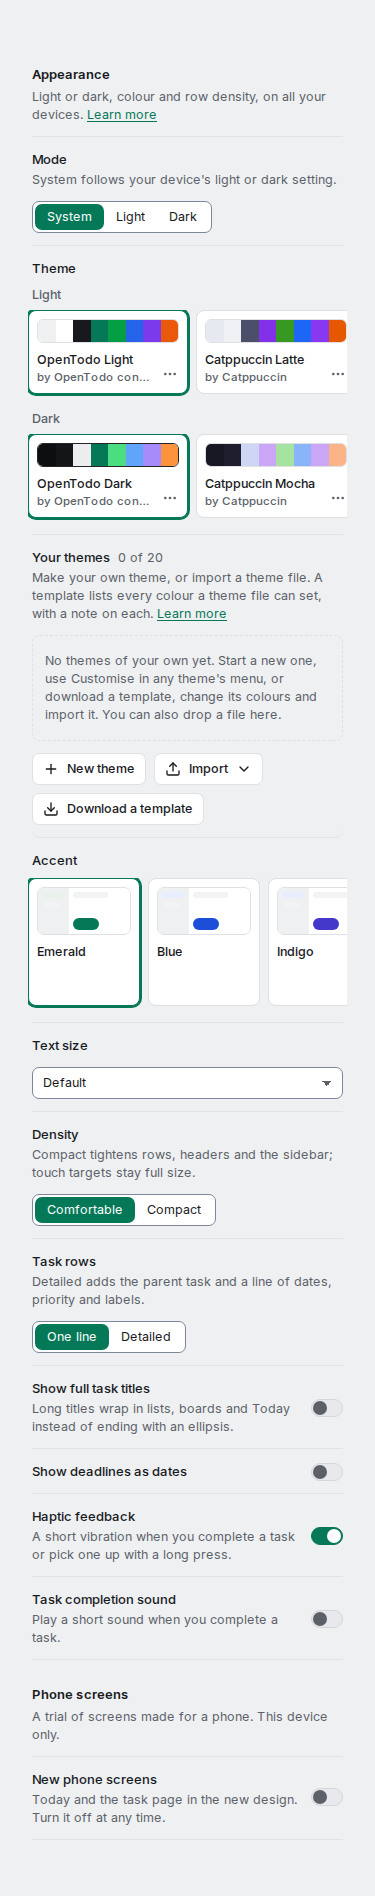 Appearance
Light or dark, colour and row density, on all your
devices. Learn more
Mode
System follows your device's light or dark setting.
System Light Dark
Theme
Light
OpenTodo Light
by OpenTodo con...
Catppuccin Latte
by Catppuccin
Dark
OpenTodo Dark
by OpenTodo con...
Catppuccin Mocha
by Catppuccin
Your themes 0 of 20
Make your own theme, or import a theme file. A
template lists every colour a theme file can set,
with a note on each. Learn more
No themes of your own yet. Start a new one,
use Customise in any theme's menu, or
download a template, change its colours and
import it. You can also drop a file here.
New theme Import
Download a template
Accent
Emerald Blue Indigo
Text size
Default
Density
Compact tightens rows, headers and the sidebar;
touch targets stay full size.
Comfortable Compact
Task rows
Detailed adds the parent task and a line of dates,
priority and labels.
One line Detailed
Show full task titles
Long titles wrap in lists, boards and Today
instead of ending with an ellipsis.
Show deadlines as dates
Haptic feedback
A short vibration when you complete a task
or pick one up with a long press.
Task completion sound
Play a short sound when you complete a
task.
Phone screens
A trial of screens made for a phone. This device
only.
New phone screens
Today and the task page in the new design.
Turn it off at any time.